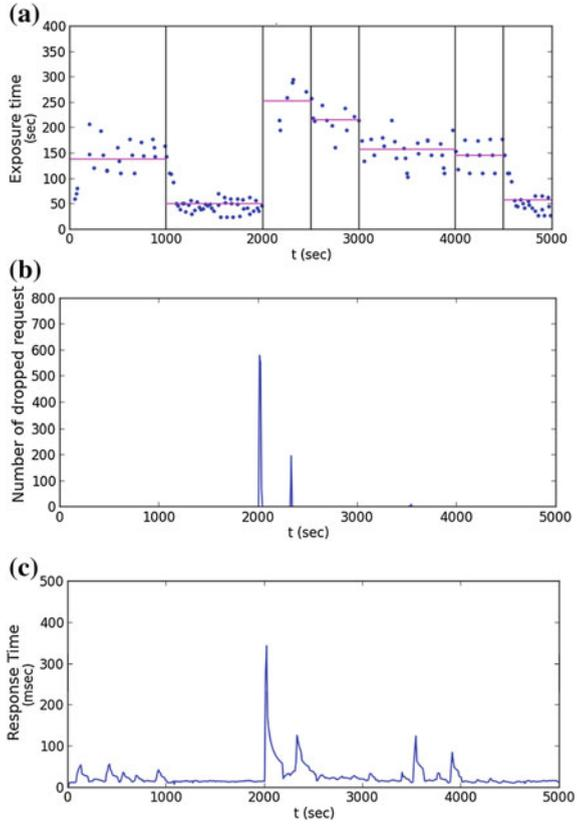 (a)
400
350
300
250
200
150
100
50
0
Exposure time
(sec)
0 1000 2000 3000 4000 5000
t (sec)
(b)
800
700
600
500
400
300
200
100
0
Number of dropped request
0 1000 2000 3000 4000 5000
t (sec)
(c)
500
400
300
200
100
0
Response Time
(msec)
0 1000 2000 3000 4000 5000
t (sec)